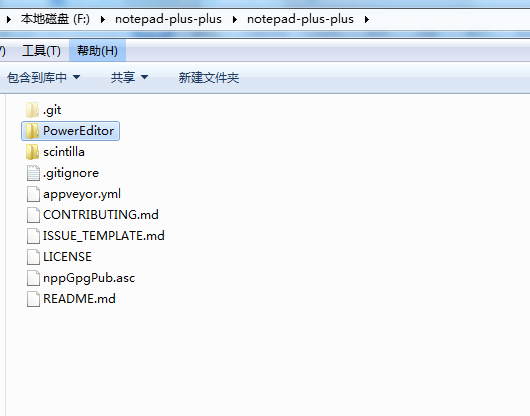 本地磁盘 (F:) notepad-plus-plus notepad-plus-plus
工具(T) 帮助(H)
包含到库中 共享 新建文件夹
.git
PowerEditor
scintilla
.gitignore
appveyor.yml
CONTRIBUTING.md
ISSUE_TEMPLATE.md
LICENSE
nppGpgPub.asc
README.md